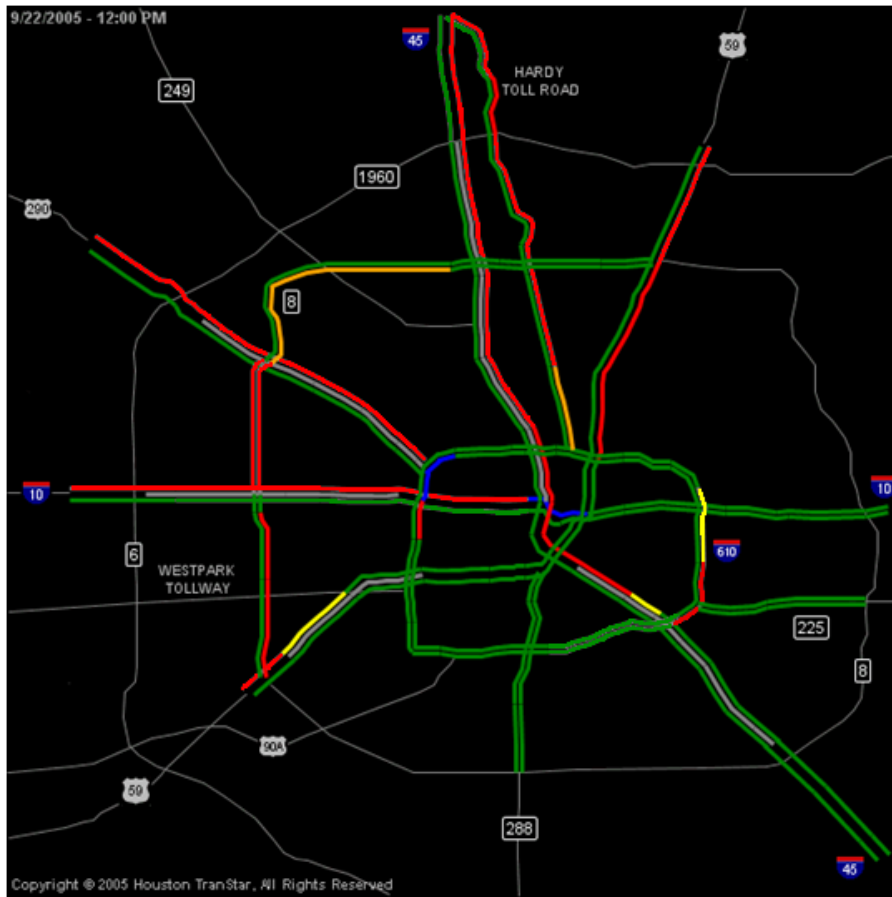 9/22/2005 - 12:00 PM
45
59
HARDY
TOLL ROAD
249
1960
290
8
10
10
6
610
WESTPARK
TOLLWAY
225
8
90A
59
288
45
Copyright © 2005 Houston TranStar, All Rights Reserved